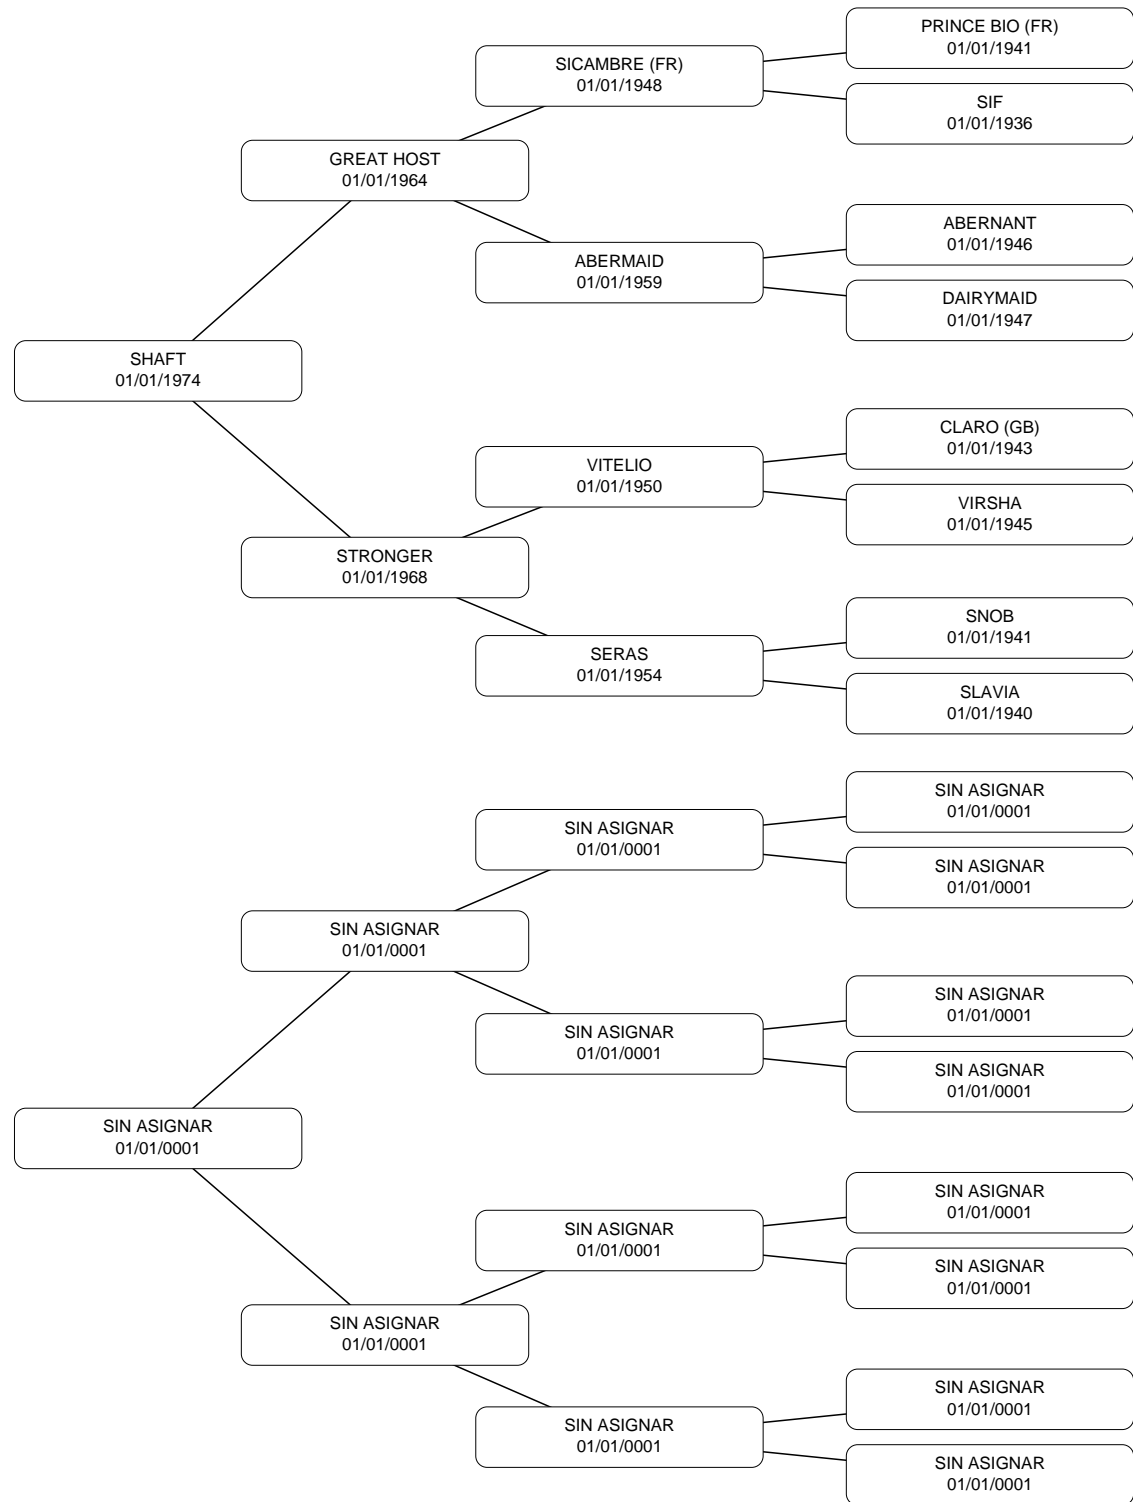 PRINCE BIO (FR)
01/01/1941
SICAMBRE (FR)
01/01/1948
SIF
01/01/1936
GREAT HOST
01/01/1964
ABERNANT
01/01/1946
ABERMAID
01/01/1959
DAIRYMAID
01/01/1947
SHAFT
01/01/1974
CLARO (GB)
01/01/1943
VITELIO
01/01/1950
VIRSHA
01/01/1945
STRONGER
01/01/1968
SNOB
01/01/1941
SERAS
01/01/1954
SLAVIA
01/01/1940
SIN ASIGNAR
01/01/0001
SIN ASIGNAR
01/01/0001
SIN ASIGNAR
01/01/0001
SIN ASIGNAR
01/01/0001
SIN ASIGNAR
01/01/0001
SIN ASIGNAR
01/01/0001
SIN ASIGNAR
01/01/0001
SIN ASIGNAR
01/01/0001
SIN ASIGNAR
01/01/0001
SIN ASIGNAR
01/01/0001
SIN ASIGNAR
01/01/0001
SIN ASIGNAR
01/01/0001
SIN ASIGNAR
01/01/0001
SIN ASIGNAR
01/01/0001
SIN ASIGNAR
01/01/0001